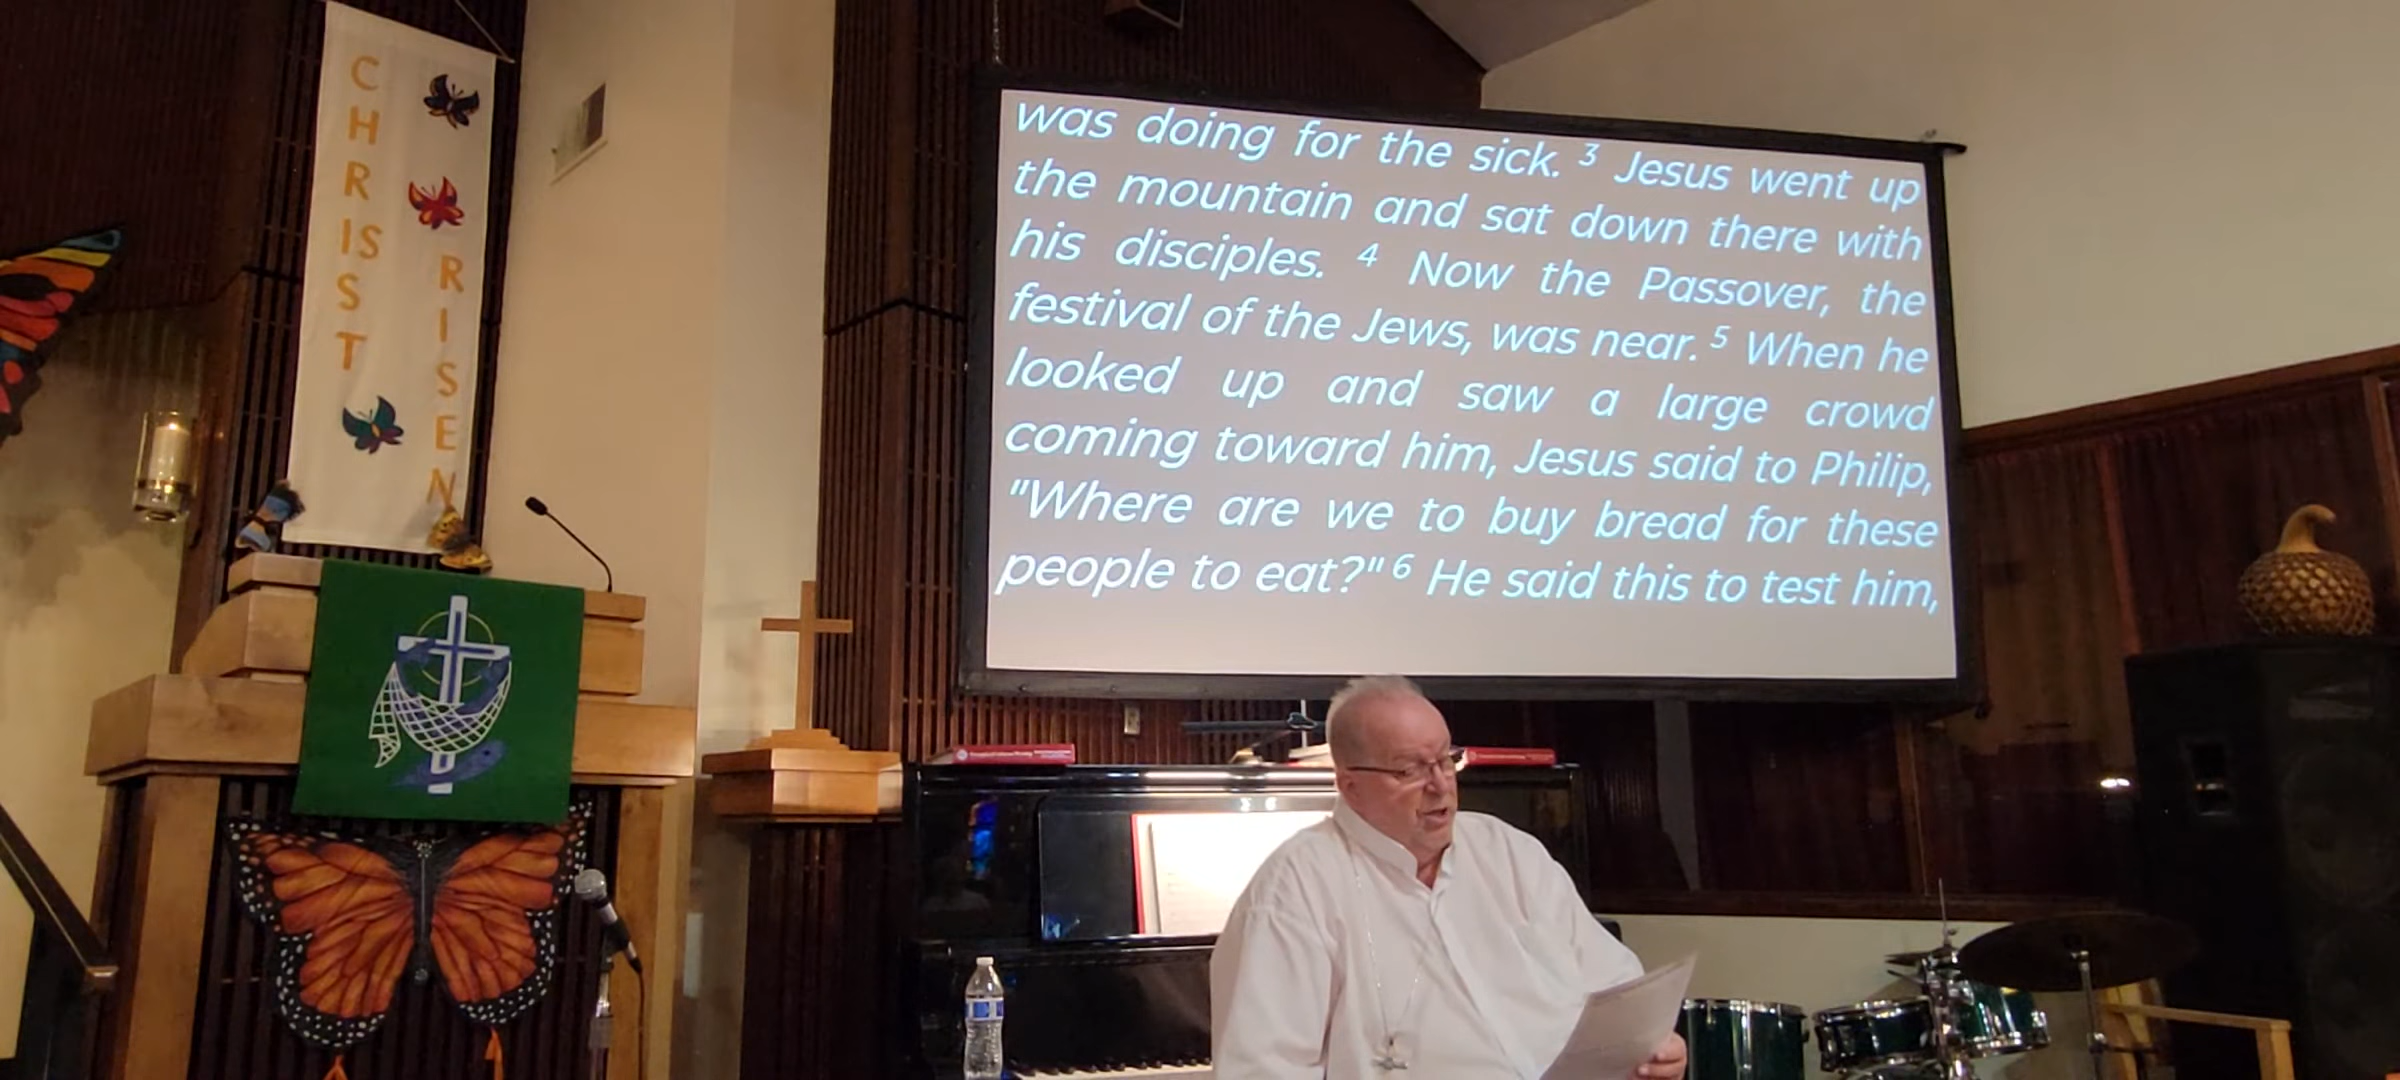 CHRIST
IS
RISEN
was doing for the sick. 3 Jesus went up
the mountain and sat down there with
his disciples. 4 Now the Passover, the
festival of the Jews, was near. 5 When he
looked up and saw a large crowd
coming toward him, Jesus said to Philip,
"Where are we to buy bread for these
people to eat?" 6 He said this to test him,